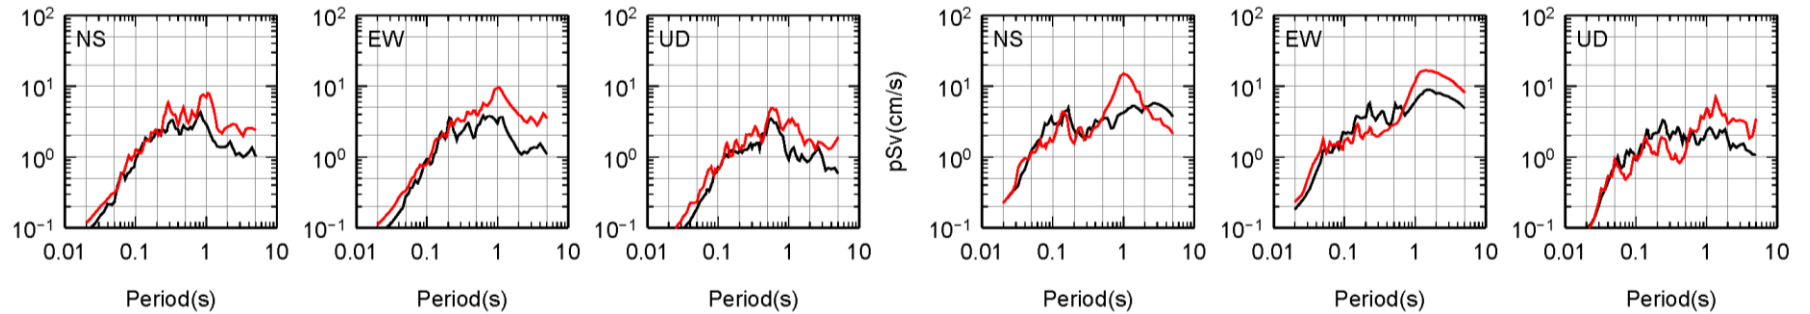 10² 10² 10² 10² 10² 10²
NS EW UD NS EW UD
10¹ 10¹ 10¹ 10¹ 10¹ 10¹
pSv(cm/s)
10⁰ 10⁰ 10⁰ 10⁰ 10⁰ 10⁰
10⁻¹ 10⁻¹ 10⁻¹ 10⁻¹ 10⁻¹ 10⁻¹
0.01 0.1 1 10 0.01 0.1 1 10 0.01 0.1 1 10 0.01 0.1 1 10 0.01 0.1 1 10 0.01 0.1 1 10
Period(s) Period(s) Period(s) Period(s) Period(s) Period(s)